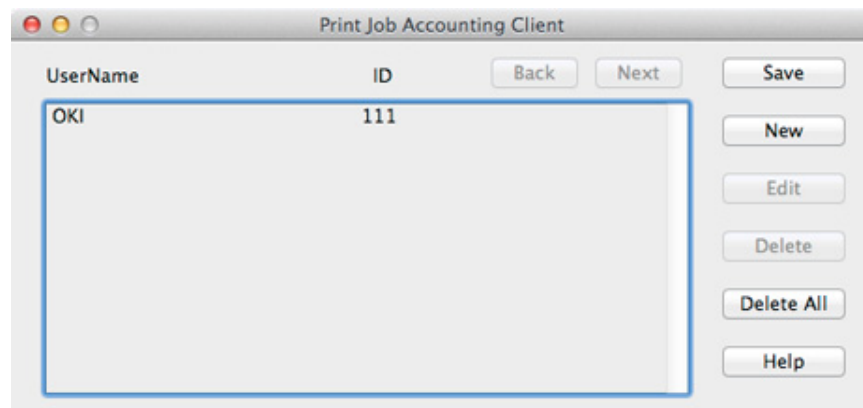 Print Job Accounting Client
UserName ID Back Next Save
OKI 111
New
Edit
Delete
Delete All
Help